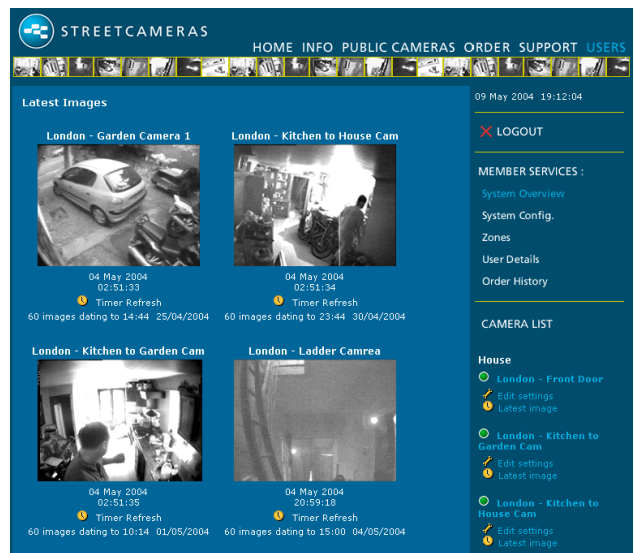 STREETCAMERAS
HOME INFO PUBLIC CAMERAS ORDER SUPPORT USERS
Latest Images
London - Garden Camera 1
04 May 2004
02:51:33
Timer Refresh
60 images dating to 14:44 25/04/2004
London - Kitchen to House Cam
04 May 2004
02:51:34
Timer Refresh
60 images dating to 23:44 30/04/2004
London - Kitchen to Garden Cam
04 May 2004
02:51:35
Timer Refresh
60 images dating to 10:14 01/05/2004
London - Ladder Camrea
04 May 2004
20:59:18
Timer Refresh
60 images dating to 15:00 04/05/2004
09 May 2004 19:12:04
LOGOUT
MEMBER SERVICES :
System Overview
System Config.
Zones
User Details
Order History
CAMERA LIST
House
London - Front Door
Edit settings
Latest image
London - Kitchen to
Garden Cam
Edit settings
Latest image
London - Kitchen to
House Cam
Edit settings
Latest image